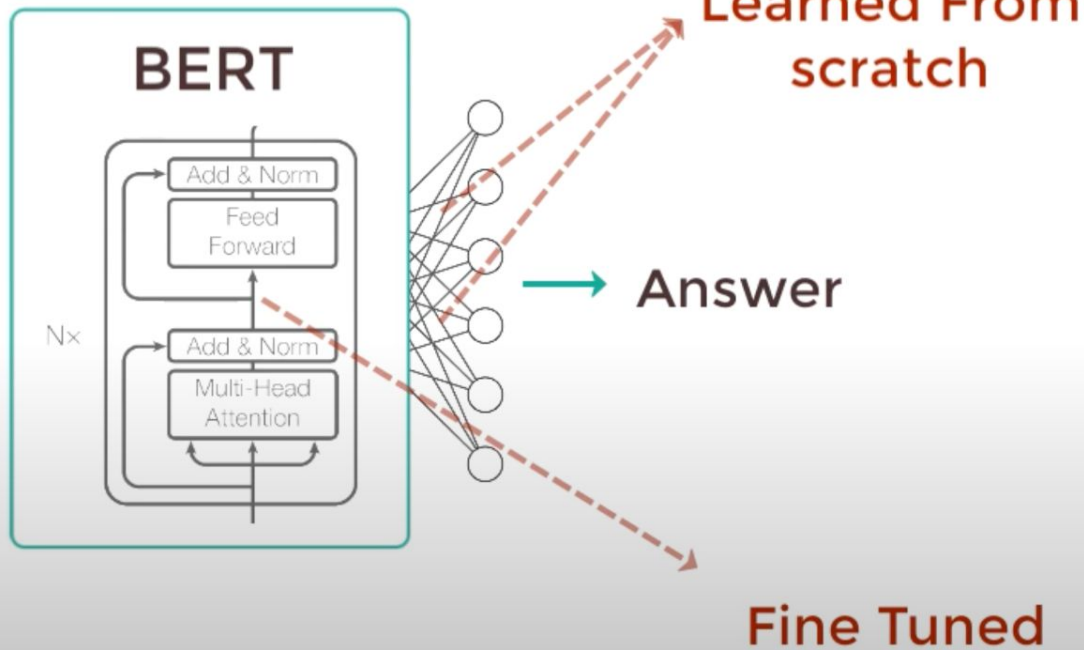 Learned From
scratch
BERT
Add & Norm
Feed
Forward
Nx
Add & Norm
Multi-Head
Attention
Answer
Fine Tuned